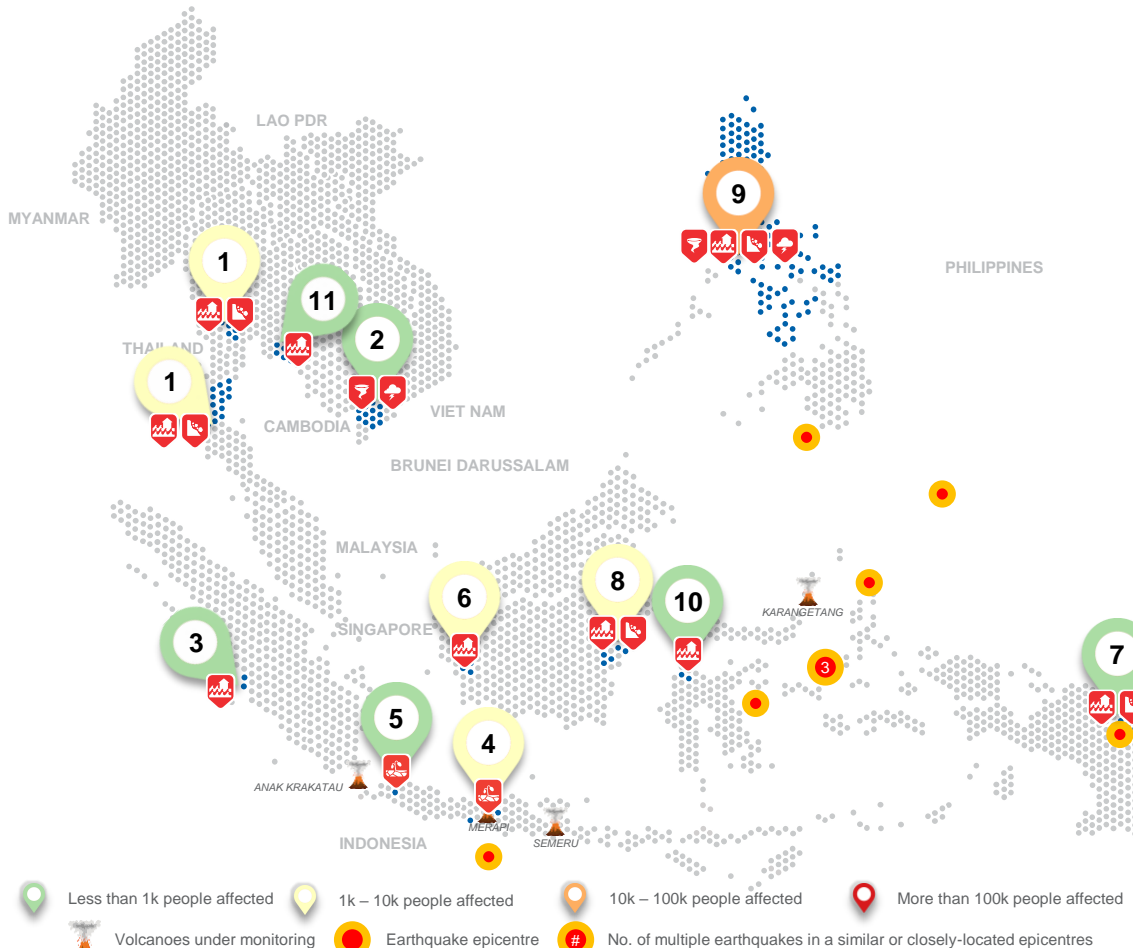 LAO PDR
9
MYANMAR
1
PHILIPPINES
11
2
THAILAND
1
VIET NAM
CAMBODIA
BRUNEI DARUSSALAM
MALAYSIA
8
6
10
KARANGETANG
SINGAPORE
3
7
3
5
4
ANAK KRAKATAU
MERAPI
SEMERU
INDONESIA
Less than 1k people affected
1k – 10k people affected
10k – 100k people affected
More than 100k people affected
Volcanoes under monitoring
Earthquake epicentre
# No. of multiple earthquakes in a similar or closely-located epicentres